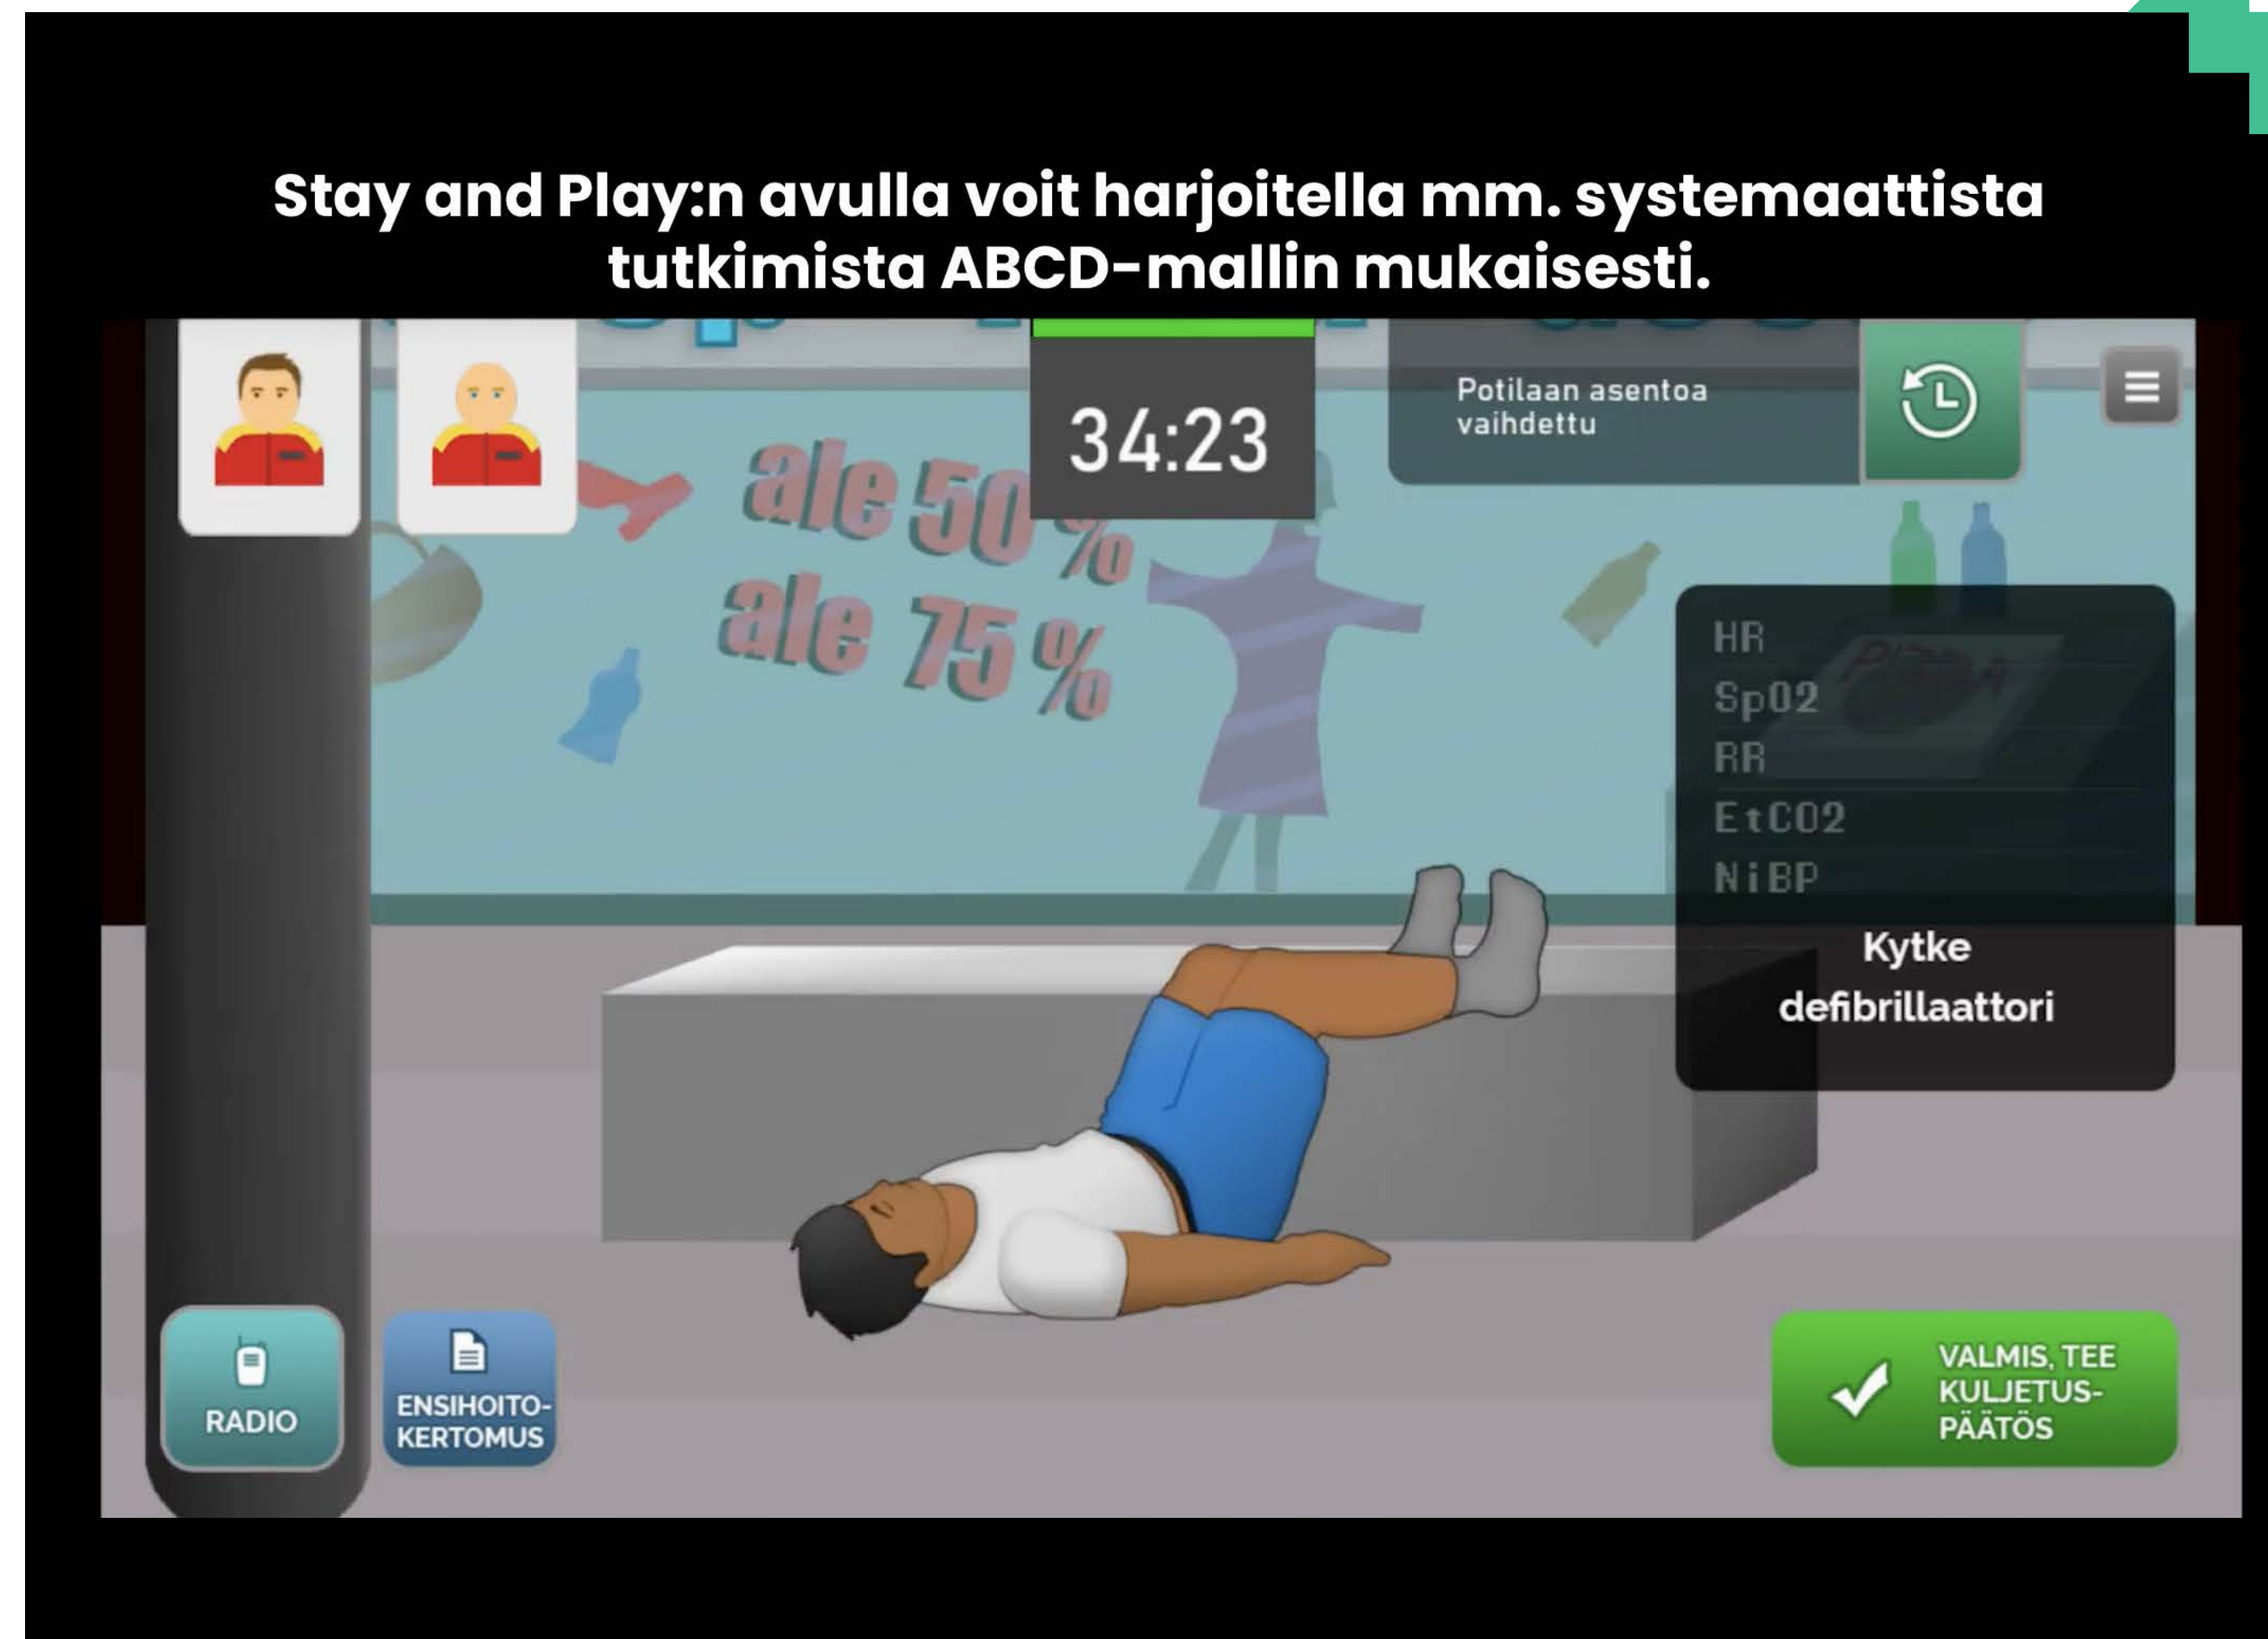 Stay and Play:n avulla voit harjoitella mm. systemaattista
tutkimista ABCD-mallin mukaisesti.
34:23
Potilaan asentoa
vaihdettu
ale 50%
ale 75%
PIZZA
HR
SpO2
RR
EtCO2
NiBP
Kytke
defibrillaattori
RADIO
ENSIHOITO-
KERTOMUS
VALMIS, TEE
KULJETUS-
PÄÄTÖS